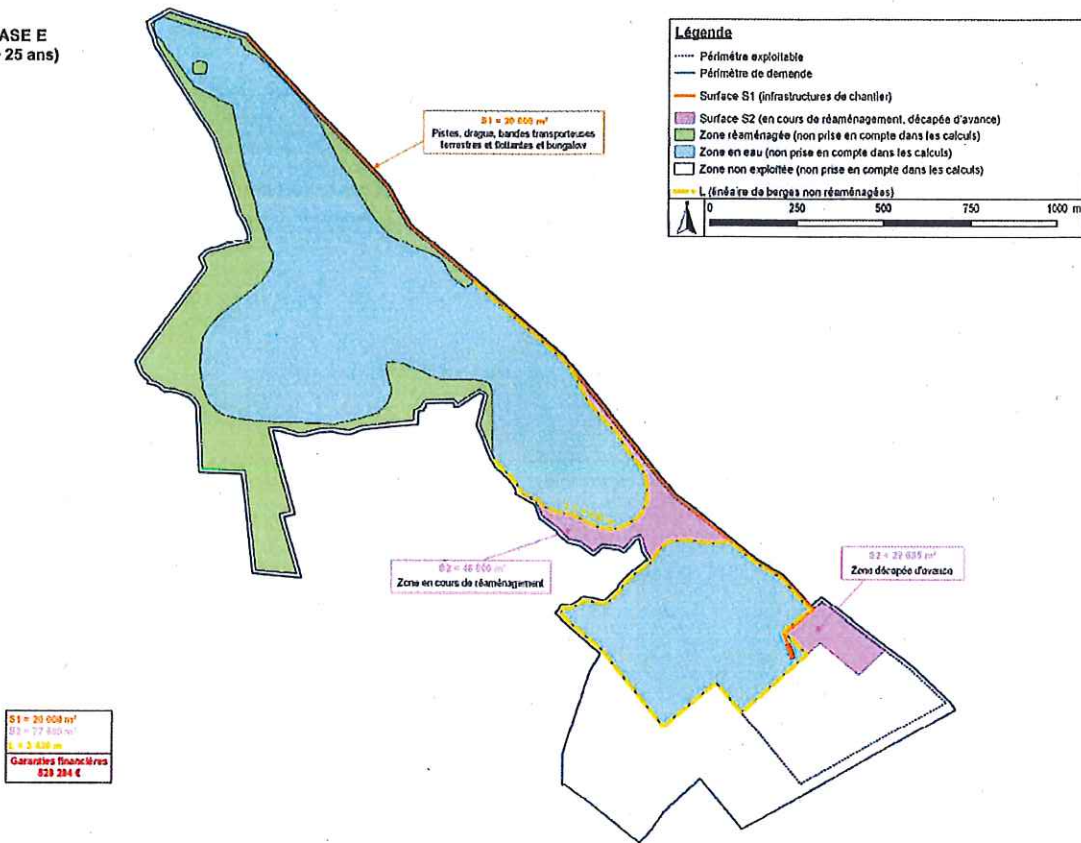 ASE E
25 ans)
Légende
Périmètre exploitable
Périmètre de demande
Surface S1 (infrastructures de chantier)
Surface S2 (en cours de réaménagement, décapée d'avance)
Zone réaménagée (non prise en compte dans les calculs)
Zone en eau (non prise en compte dans les calculs)
Zone non exploitée (non prise en compte dans les calculs)
L (linéaire de berges non réaménagées)
0 250 500 750 1000 m
S1 = 20 000 m²
Pistes, drague, bandes transporteuses
terrestres et flottantes et bungalow
S2 = m²
Zone en cours de réaménagement
S2 = m²
Zone décapée d'avance
S1 = 20 000 m²
S2 = m²
L = m
Garanties financières
€